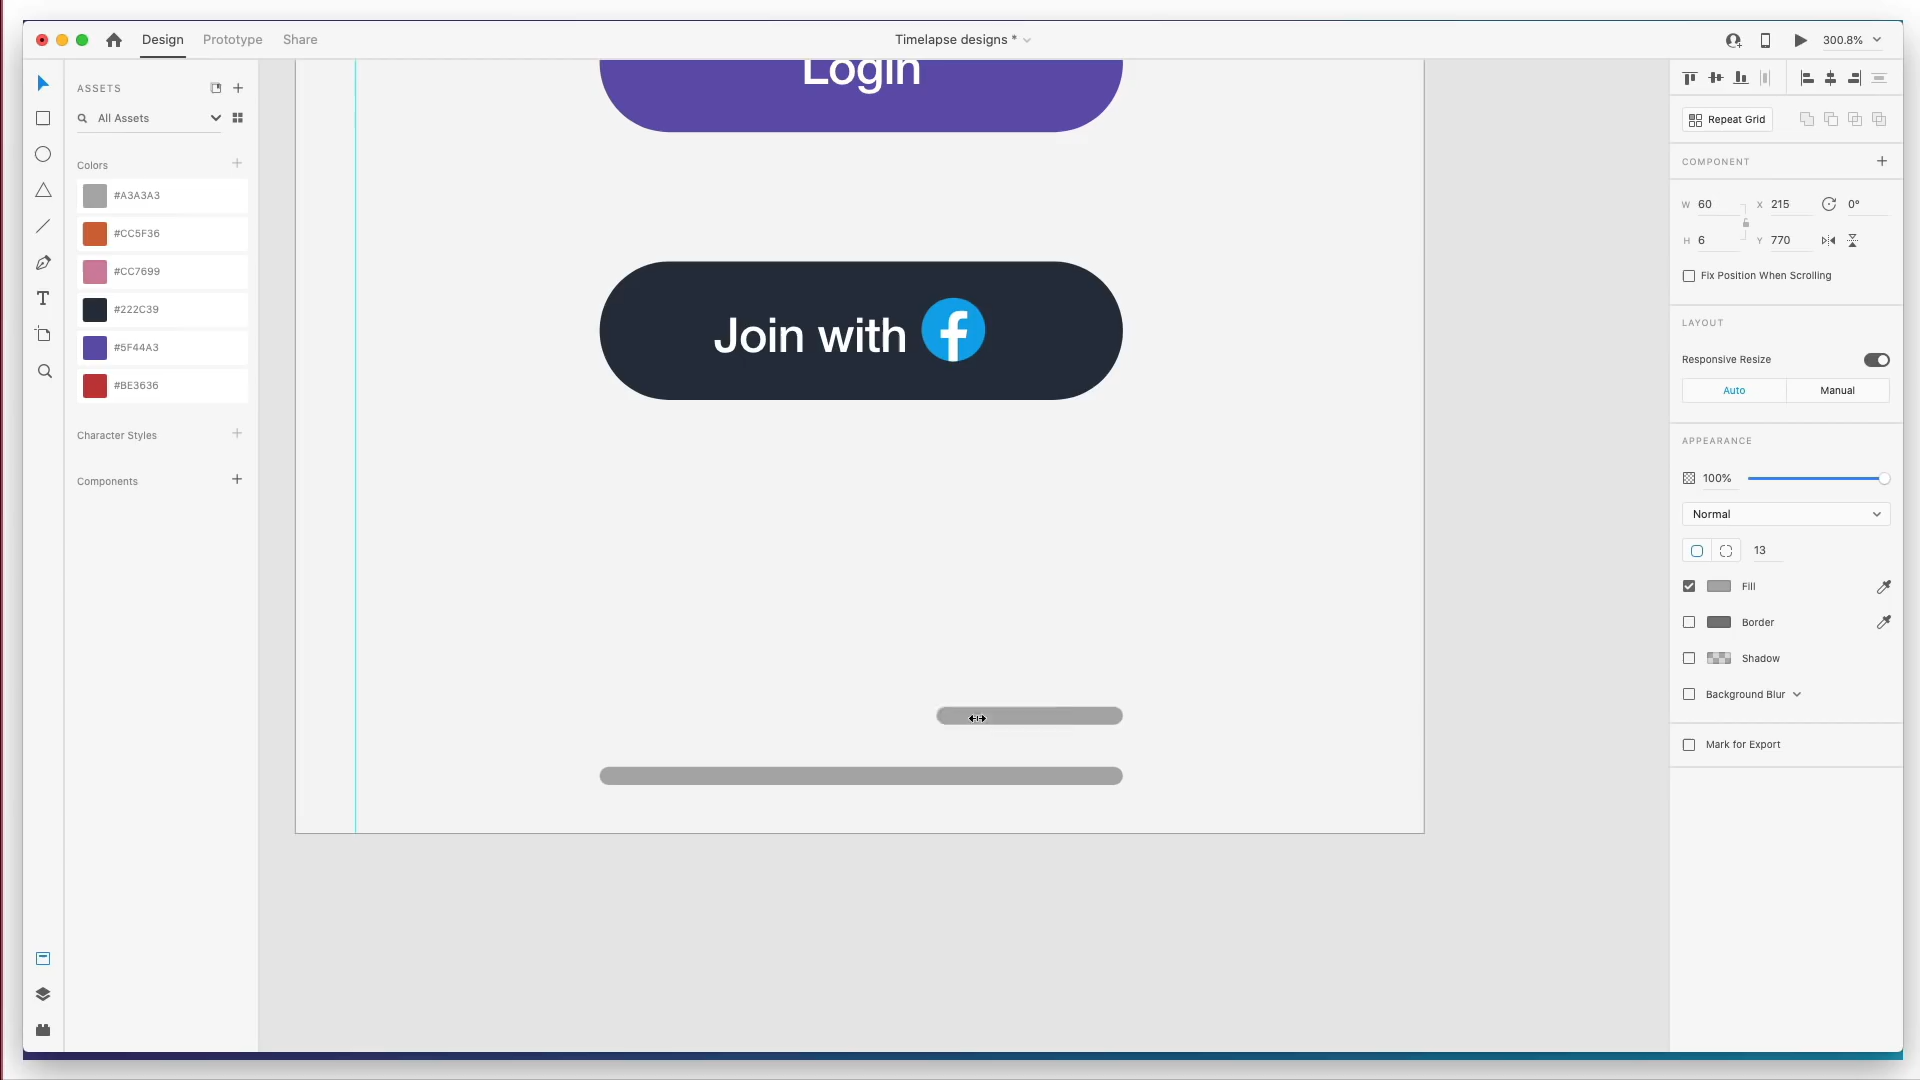 Design Prototype Share
Timelapse designs *
300.8%
ASSETS
All Assets
Colors
#A3A3A3
#CC5F36
#CC7699
#222C39
#5F44A3
#BE3636
Character Styles
Components
Login
Join with
Repeat Grid
COMPONENT
W 60 X 215 0°
H 6 Y 770
Fix Position When Scrolling
LAYOUT
Responsive Resize
Auto Manual
APPEARANCE
100%
Normal
13
Fill
Border
Shadow
Background Blur
Mark for Export